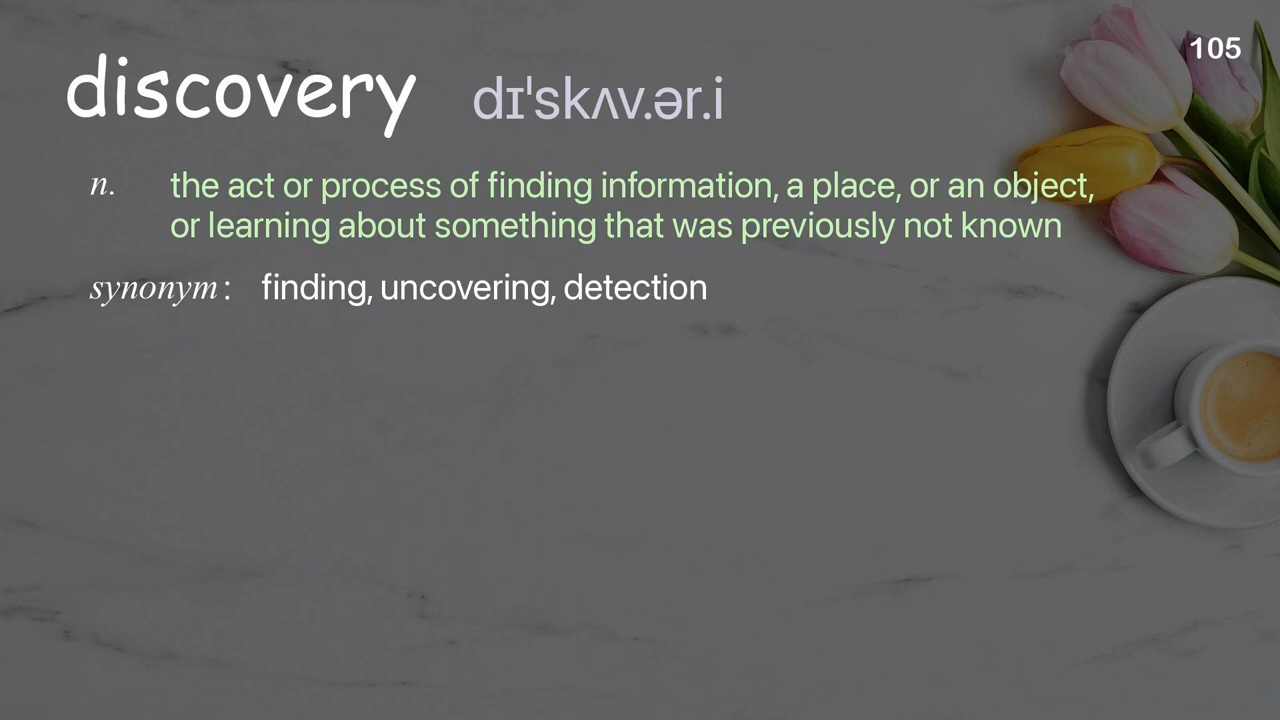 105
discovery dɪˈskʌv.ər.i
n. the act or process of finding information, a place, or an object,
or learning about something that was previously not known
synonym: finding, uncovering, detection